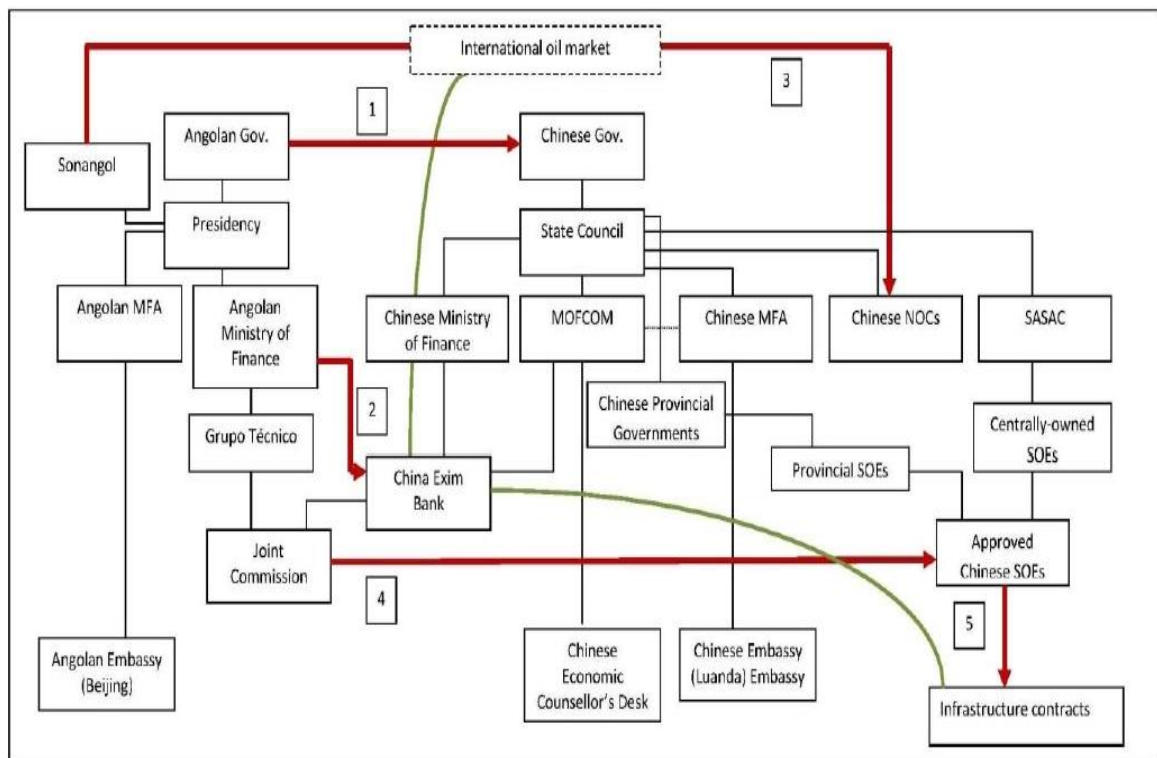 International oil market
1
3
Angolan Gov.
Chinese Gov.
Sonangol
Presidency
State Council
Angolan MFA
Angolan
Ministry of
Finance
Chinese Ministry
of Finance
MOFCOM
Chinese MFA
Chinese NOCs
SASAC
2
Grupo Técnico
Chinese Provincial
Governments
Centrally-owned
SOEs
Provincial SOEs
China Exim
Bank
Joint
Commission
Approved
Chinese SOEs
4
5
Angolan Embassy
(Beijing)
Chinese
Economic
Counsellor's Desk
Chinese Embassy
(Luanda) Embassy
Infrastructure contracts